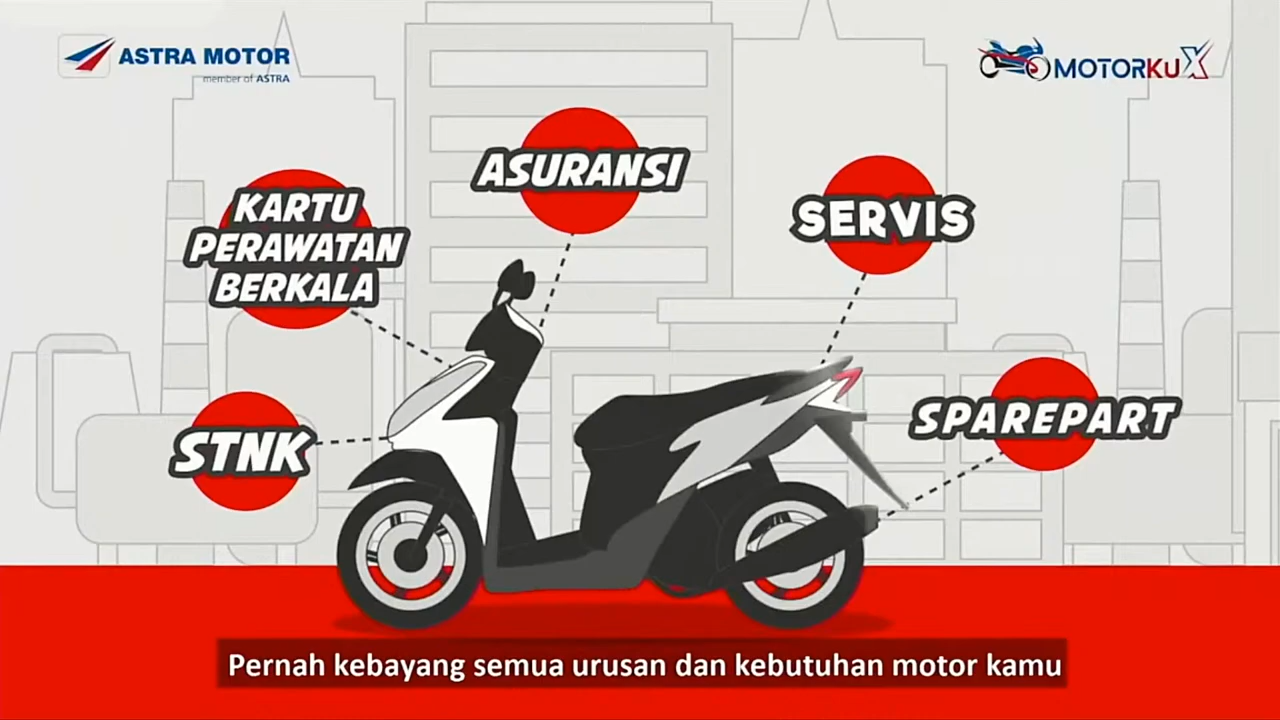 ASTRA MOTOR
member of ASTRA
MOTORKUX
ASURANSI
KARTU
PERAWATAN
BERKALA
SERVIS
SPAREPART
STNK
Pernah kebayang semua urusan dan kebutuhan motor kamu